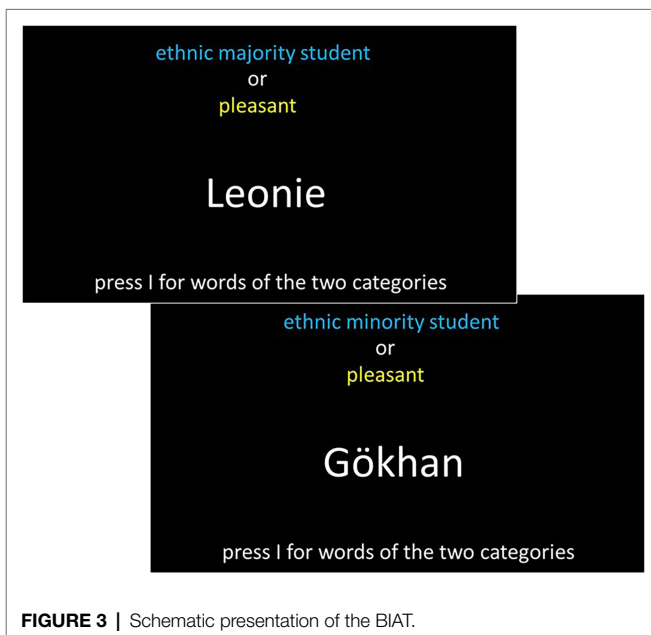 ethnic majority student
or
pleasant
Leonie
press I for words of the two categories
ethnic minority student
or
pleasant
Gökhan
press I for words of the two categories
FIGURE 3 | Schematic presentation of the BIAT.